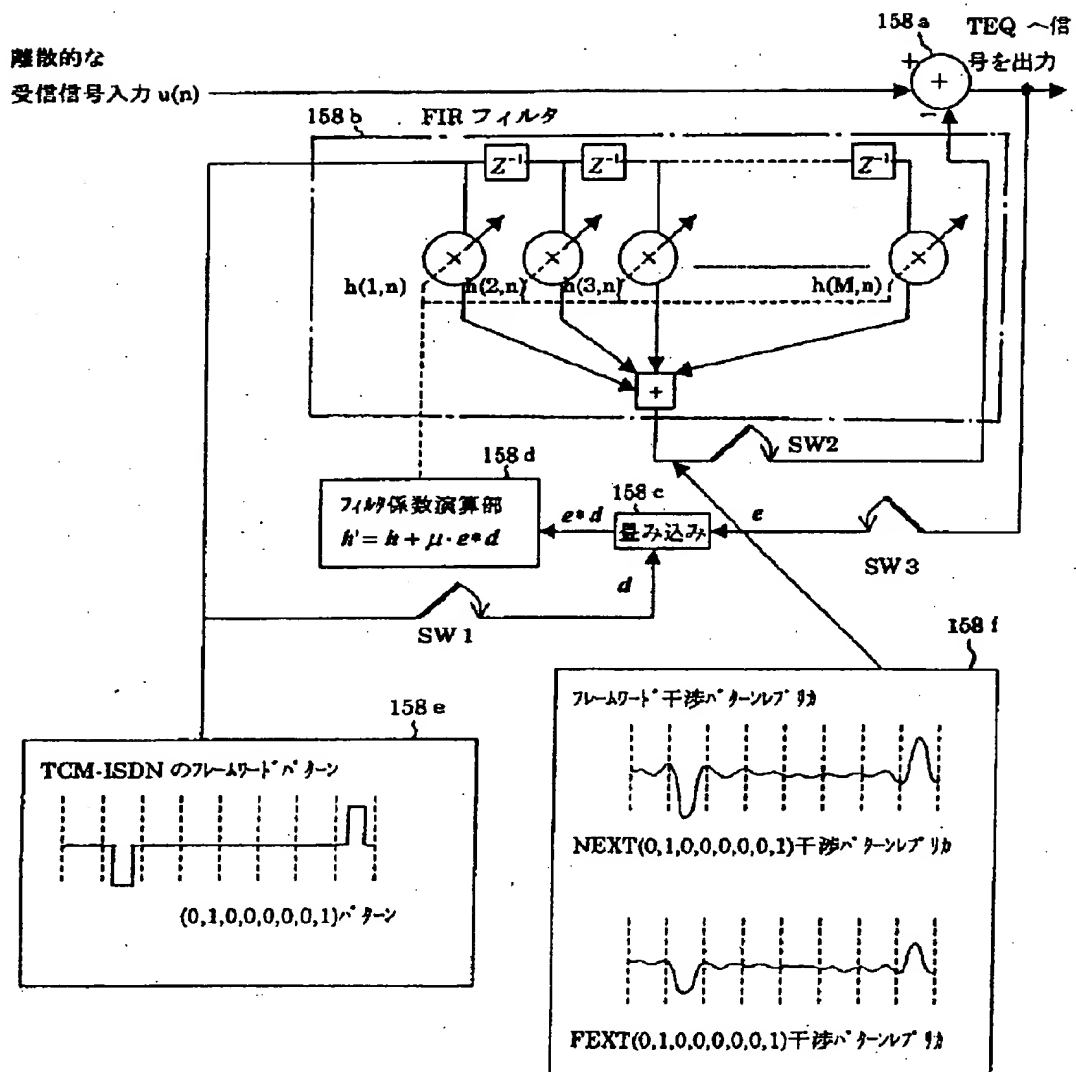 158a
TEQ へ信
号を出力
離散的な
受信信号入力 u(n)
+
+
−
158b
FIR フィルタ
Z⁻¹
Z⁻¹
Z⁻¹
×
×
×
×
h(1,n)
h(2,n)
h(3,n)
h(M,n)
+
SW2
158d
フィルタ係数演算部
h' = h + μ·e*d
e*d
158c
畳み込み
e
SW3
d
SW1
158f
フレームワード干渉パターンレプリカ
NEXT(0,1,0,0,0,0,0,1)干渉パターンレプリカ
FEXT(0,1,0,0,0,0,0,1)干渉パターンレプリカ
158e
TCM-ISDN のフレームワードパターン
(0,1,0,0,0,0,0,1)パターン